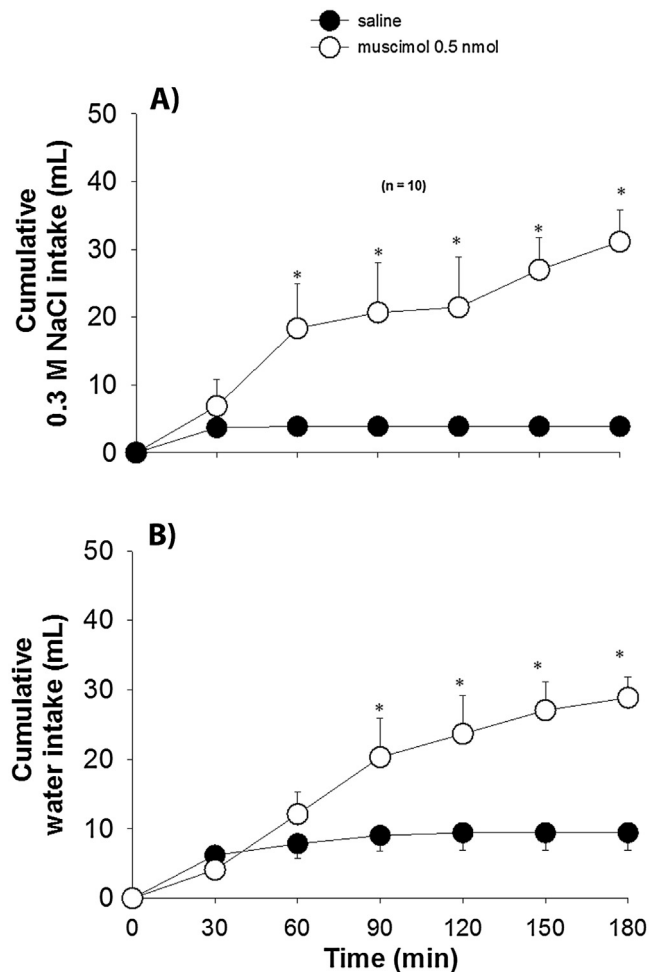 saline
muscimol 0.5 nmol
A)
50
40
30
20
10
0
Cumulative
0.3 M NaCl intake (mL)
(n = 10)
*
*
*
*
*
B)
50
40
30
20
10
0
Cumulative
water intake (mL)
*
*
*
*
0 30 60 90 120 150 180
Time (min)